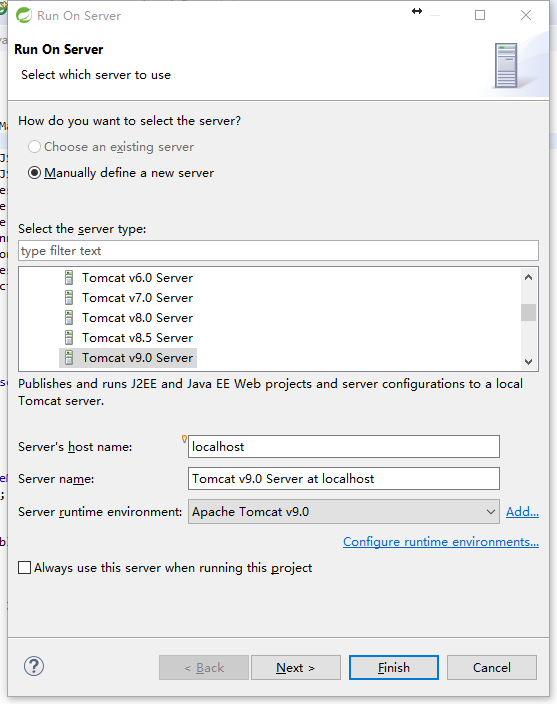 Run On Server
Run On Server
Select which server to use
How do you want to select the server?
Choose an existing server
Manually define a new server
Select the server type:
type filter text
Tomcat v6.0 Server
Tomcat v7.0 Server
Tomcat v8.0 Server
Tomcat v8.5 Server
Tomcat v9.0 Server
Publishes and runs J2EE and Java EE Web projects and server configurations to a local
Tomcat server.
Server's host name: localhost
Server name: Tomcat v9.0 Server at localhost
Server runtime environment: Apache Tomcat v9.0 Add...
Configure runtime environments...
Always use this server when running this project
? < Back Next > Finish Cancel